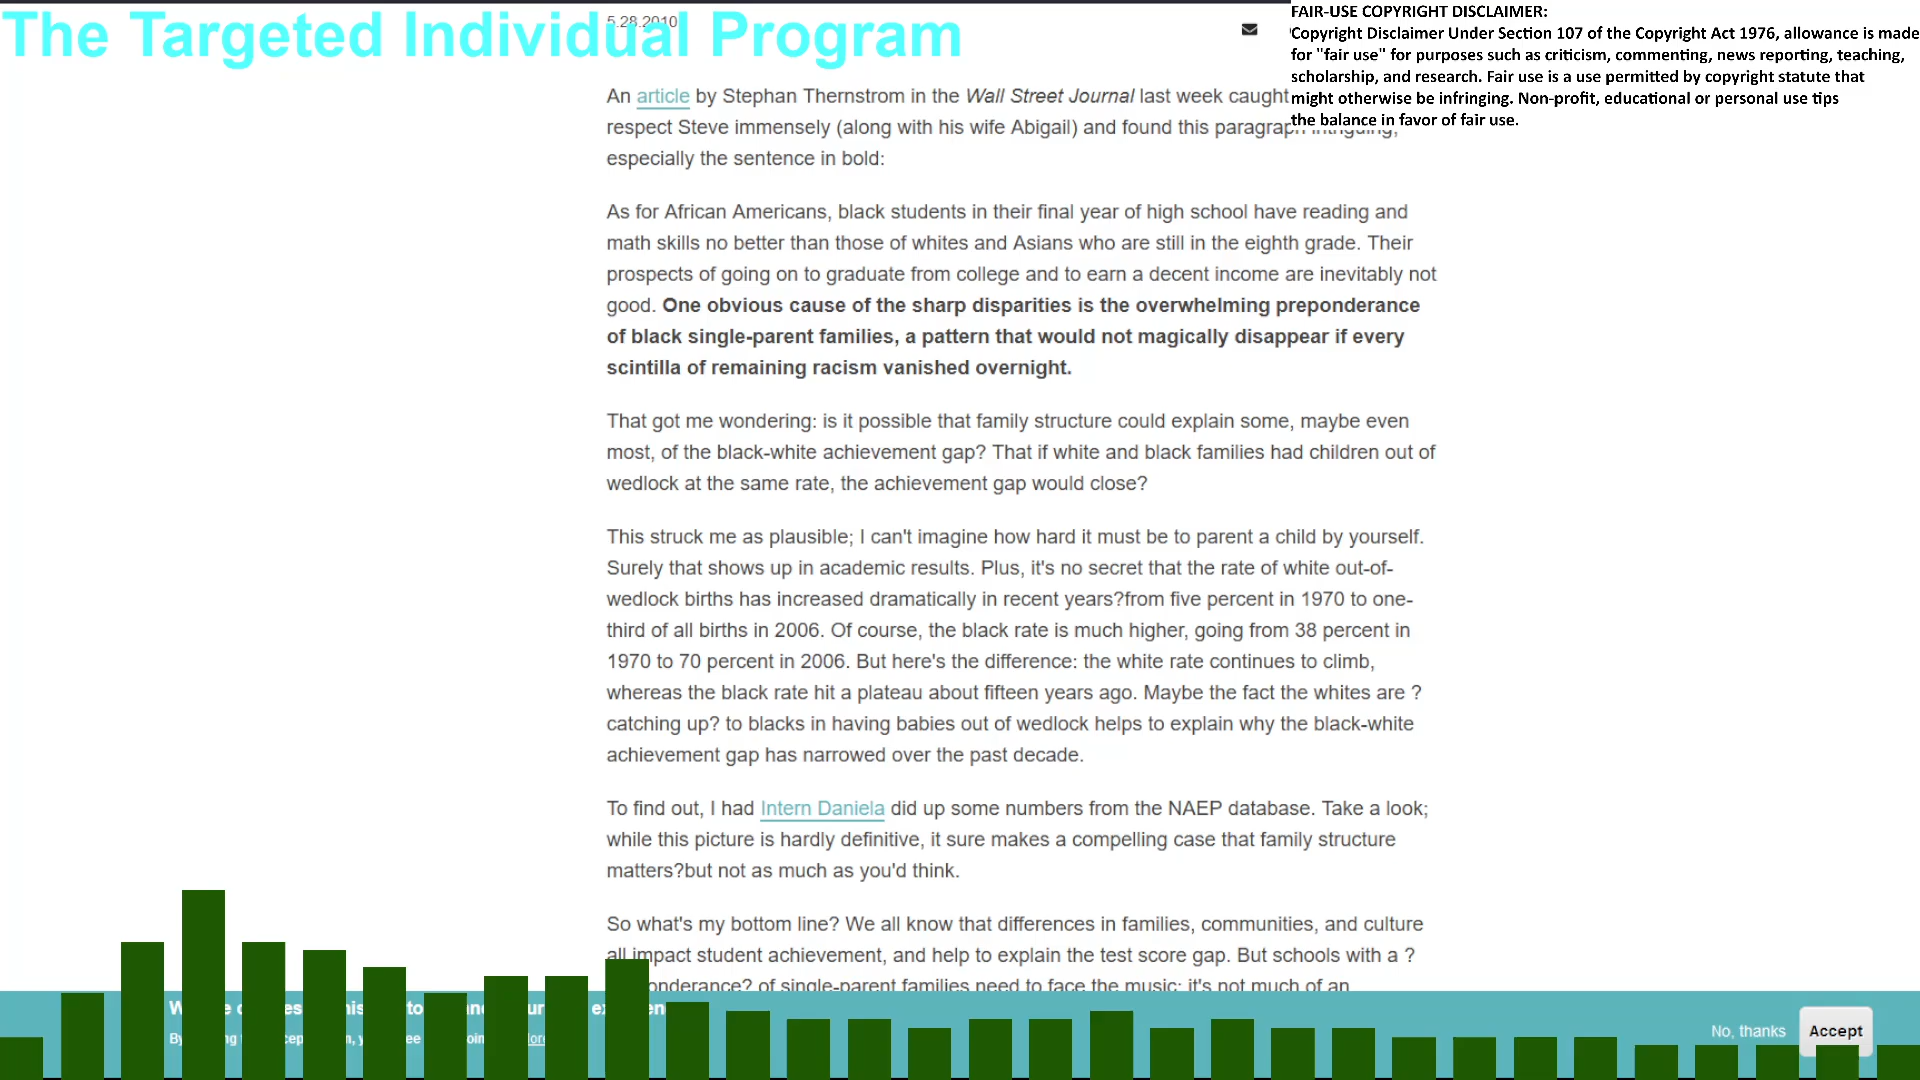 The Targeted Individual Program
5.28.2010
FAIR-USE COPYRIGHT DISCLAIMER:
Copyright Disclaimer Under Section 107 of the Copyright Act 1976, allowance is made
for "fair use" for purposes such as criticism, commenting, news reporting, teaching,
scholarship, and research. Fair use is a use permitted by copyright statute that
might otherwise be infringing. Non-profit, educational or personal use tips
the balance in favor of fair use.
An article by Stephan Thernstrom in the Wall Street Journal last week caught
respect Steve immensely (along with his wife Abigail) and found this paragraph intriguing,
especially the sentence in bold:
As for African Americans, black students in their final year of high school have reading and
math skills no better than those of whites and Asians who are still in the eighth grade. Their
prospects of going on to graduate from college and to earn a decent income are inevitably not
good. One obvious cause of the sharp disparities is the overwhelming preponderance
of black single-parent families, a pattern that would not magically disappear if every
scintilla of remaining racism vanished overnight.
That got me wondering: is it possible that family structure could explain some, maybe even
most, of the black-white achievement gap? That if white and black families had children out of
wedlock at the same rate, the achievement gap would close?
This struck me as plausible; I can't imagine how hard it must be to parent a child by yourself.
Surely that shows up in academic results. Plus, it's no secret that the rate of white out-of-
wedlock births has increased dramatically in recent years?from five percent in 1970 to one-
third of all births in 2006. Of course, the black rate is much higher, going from 38 percent in
1970 to 70 percent in 2006. But here's the difference: the white rate continues to climb,
whereas the black rate hit a plateau about fifteen years ago. Maybe the fact the whites are ?
catching up? to blacks in having babies out of wedlock helps to explain why the black-white
achievement gap has narrowed over the past decade.
To find out, I had Intern Daniela did up some numbers from the NAEP database. Take a look;
while this picture is hardly definitive, it sure makes a compelling case that family structure
matters?but not as much as you'd think.
So what's my bottom line? We all know that differences in families, communities, and culture
all impact student achievement, and help to explain the test score gap. But schools with a ?
of single-parent families need to face the music: it's not much of an
No, thanks
Accept